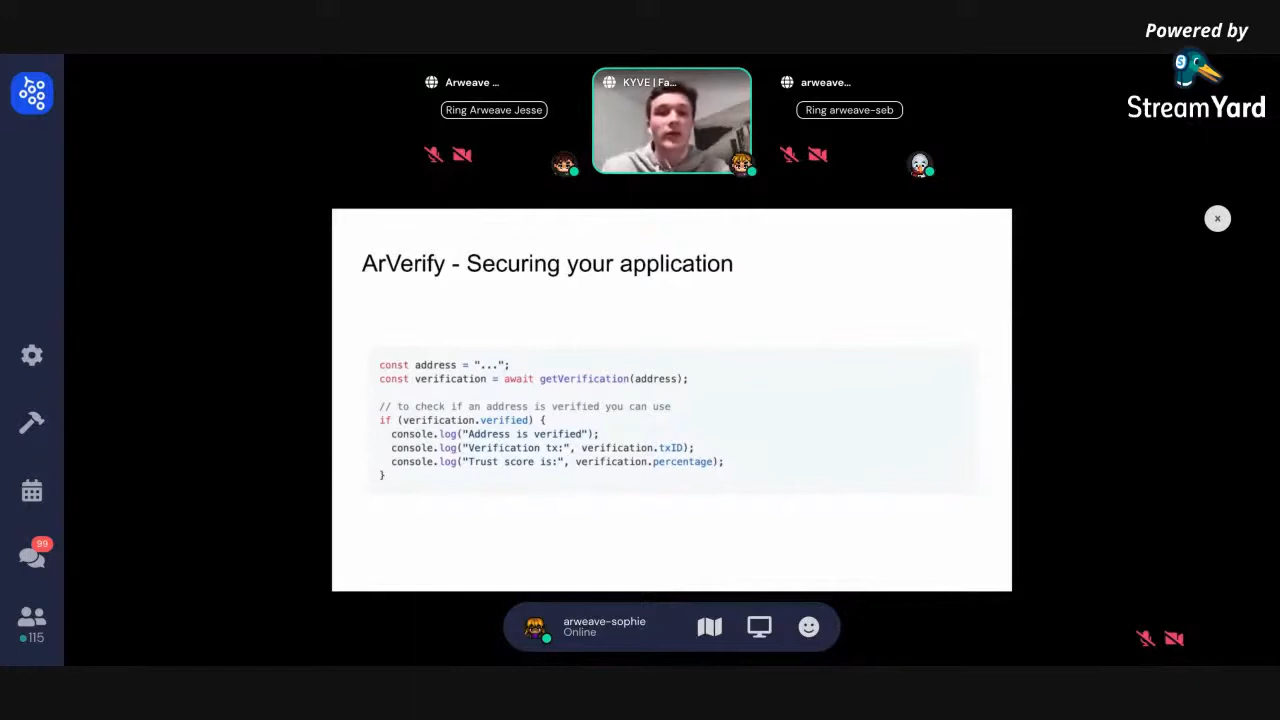 Powered by
StreamYard
Arweave ...
Ring Arweave Jesse
KYVE | Fa...
arweave...
Ring arweave-seb
ArVerify - Securing your application
const address = "...";
const verification = await getVerification(address);
// to check if an address is verified you can use
if (verification.verified) {
console.log("Address is verified");
console.log("Verification tx:", verification.txID);
console.log("Trust score is:", verification.percentage);
}
99
115
arweave-sophie
Online